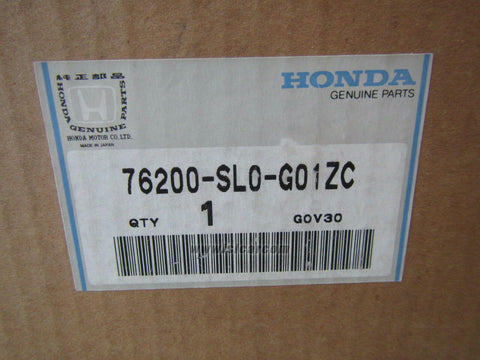 純正部品
HONDA GENUINE PARTS
HONDA MOTOR CO.,LTD.
MADE IN JAPAN
HONDA
GENUINE PARTS
76200-SL0-G01ZC
QTY 1 G0V30